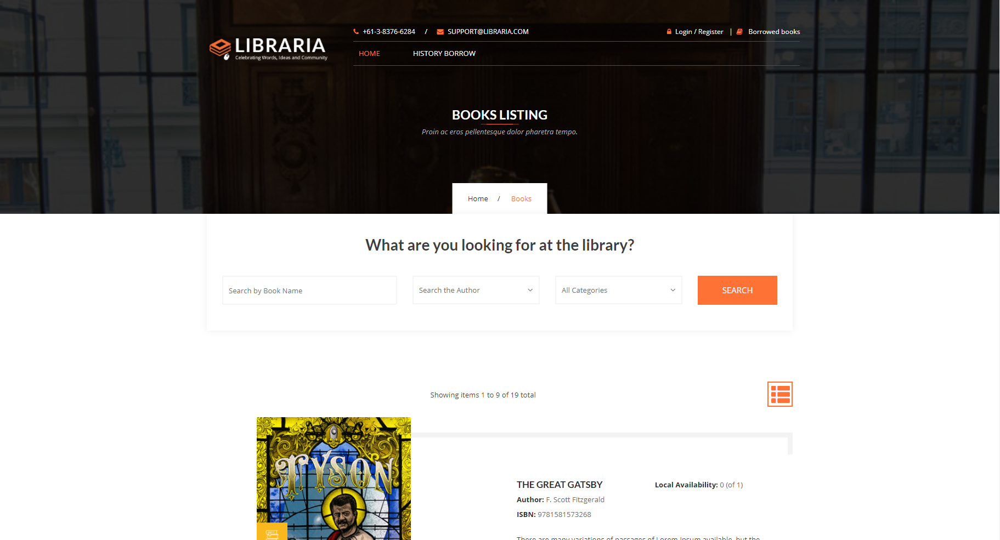 +61-3-8376-6284 / SUPPORT@LIBRARIA.COM
Login / Register | Borrowed books
LIBRARIA
Celebrating Words, Ideas and Community
HOME
HISTORY BORROW
BOOKS LISTING
Proin ac eros pellentesque dolor pharetra tempo.
Home / Books
What are you looking for at the library?
Search by Book Name
Search the Author
All Categories
SEARCH
Showing items 1 to 9 of 19 total
TYSON
THE GREAT GATSBY
Local Availability: 0 (of 1)
Author: F. Scott Fitzgerald
ISBN: 9781581573268
There are many variations of passages of Lorem Ipsum available, but the